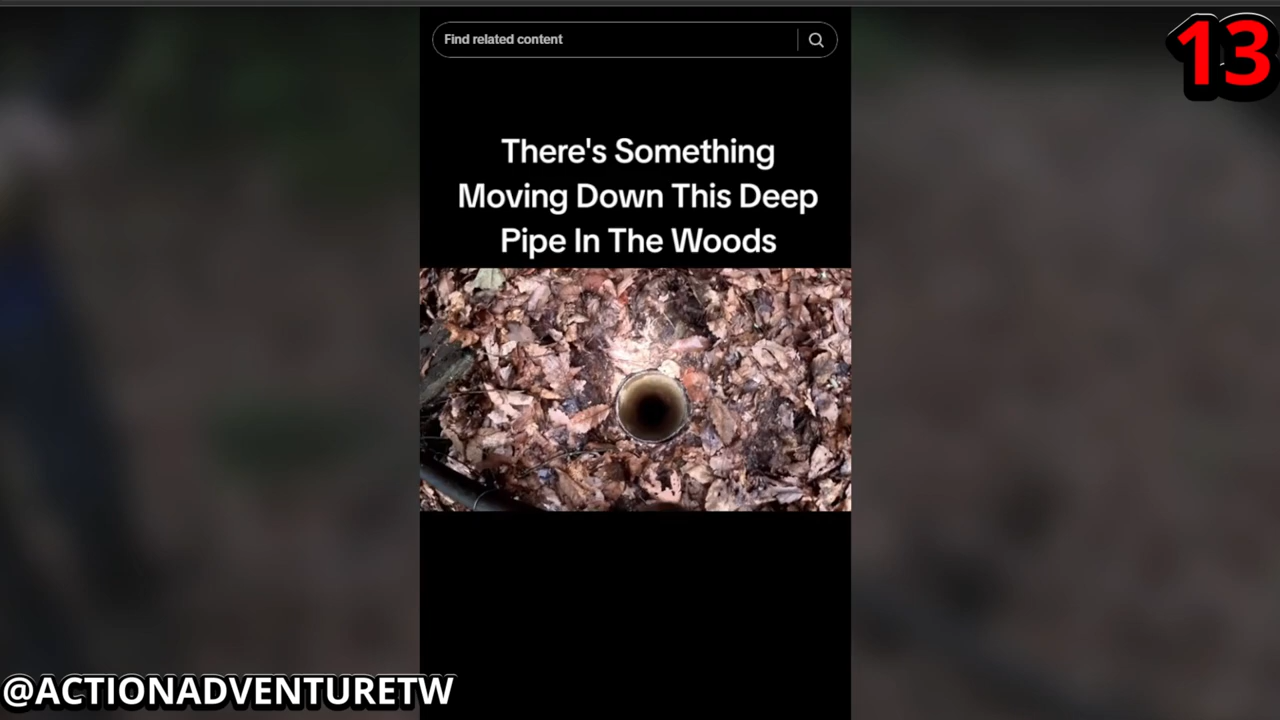 Find related content
13
There's Something
Moving Down This Deep
Pipe In The Woods
@ACTIONADVENTURETW